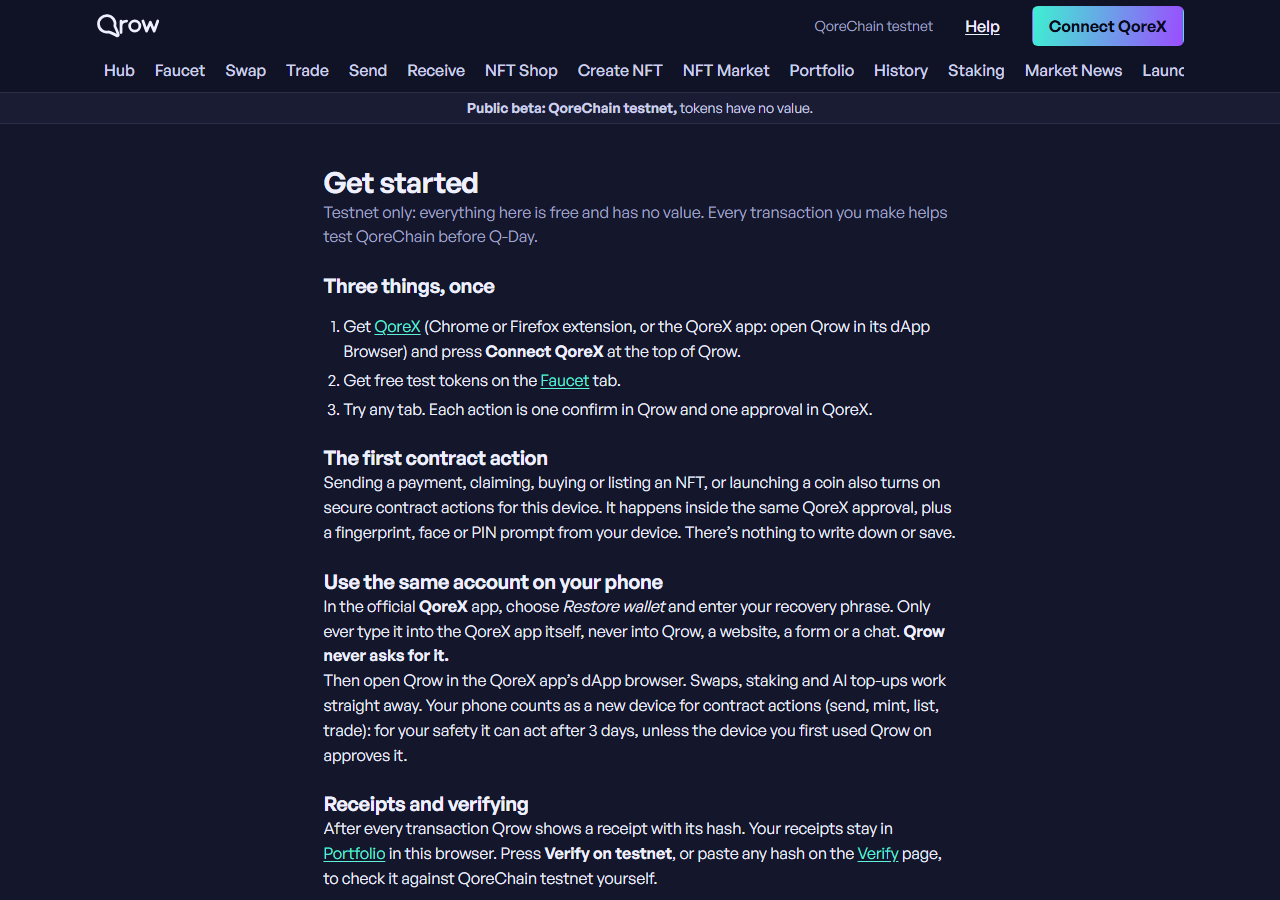 Qrow
QoreChain testnet
Help
Connect QoreX
Hub Faucet Swap Trade Send Receive NFT Shop Create NFT NFT Market Portfolio History Staking Market News
Public beta: QoreChain testnet, tokens have no value.
Get started
Testnet only: everything here is free and has no value. Every transaction you make helps
test QoreChain before Q-Day.
Three things, once
1. Get QoreX (Chrome or Firefox extension, or the QoreX app: open Qrow in its dApp
Browser) and press Connect QoreX at the top of Qrow.
2. Get free test tokens on the Faucet tab.
3. Try any tab. Each action is one confirm in Qrow and one approval in QoreX.
The first contract action
Sending a payment, claiming, buying or listing an NFT, or launching a coin also turns on
secure contract actions for this device. It happens inside the same QoreX approval, plus
a fingerprint, face or PIN prompt from your device. There’s nothing to write down or save.
Use the same account on your phone
In the official QoreX app, choose Restore wallet and enter your recovery phrase. Only
ever type it into the QoreX app itself, never into Qrow, a website, a form or a chat. Qrow
never asks for it.
Then open Qrow in the QoreX app’s dApp browser. Swaps, staking and AI top-ups work
straight away. Your phone counts as a new device for contract actions (send, mint, list,
trade): for your safety it can act after 3 days, unless the device you first used Qrow on
approves it.
Receipts and verifying
After every transaction Qrow shows a receipt with its hash. Your receipts stay in
Portfolio in this browser. Press Verify on testnet, or paste any hash on the Verify page,
to check it against QoreChain testnet yourself.